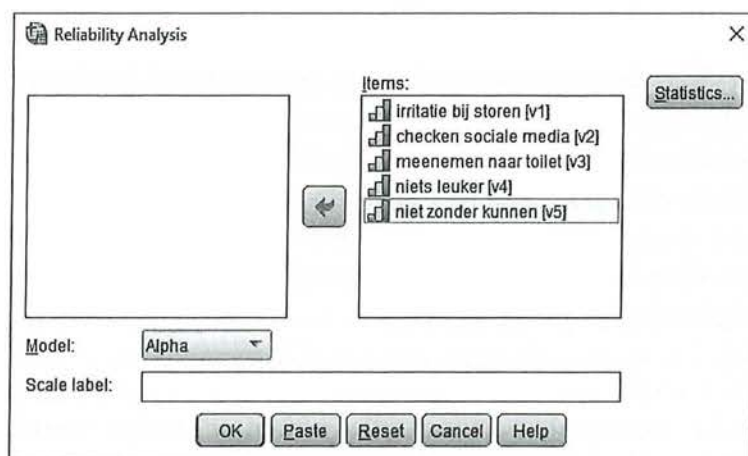 Reliability Analysis
Items:
Statistics...
irritatie bij storen [v1]
checken sociale media [v2]
meenemen naar toilet [v3]
niets leuker [v4]
niet zonder kunnen [v5]
Model: Alpha
Scale label:
OK Paste Reset Cancel Help